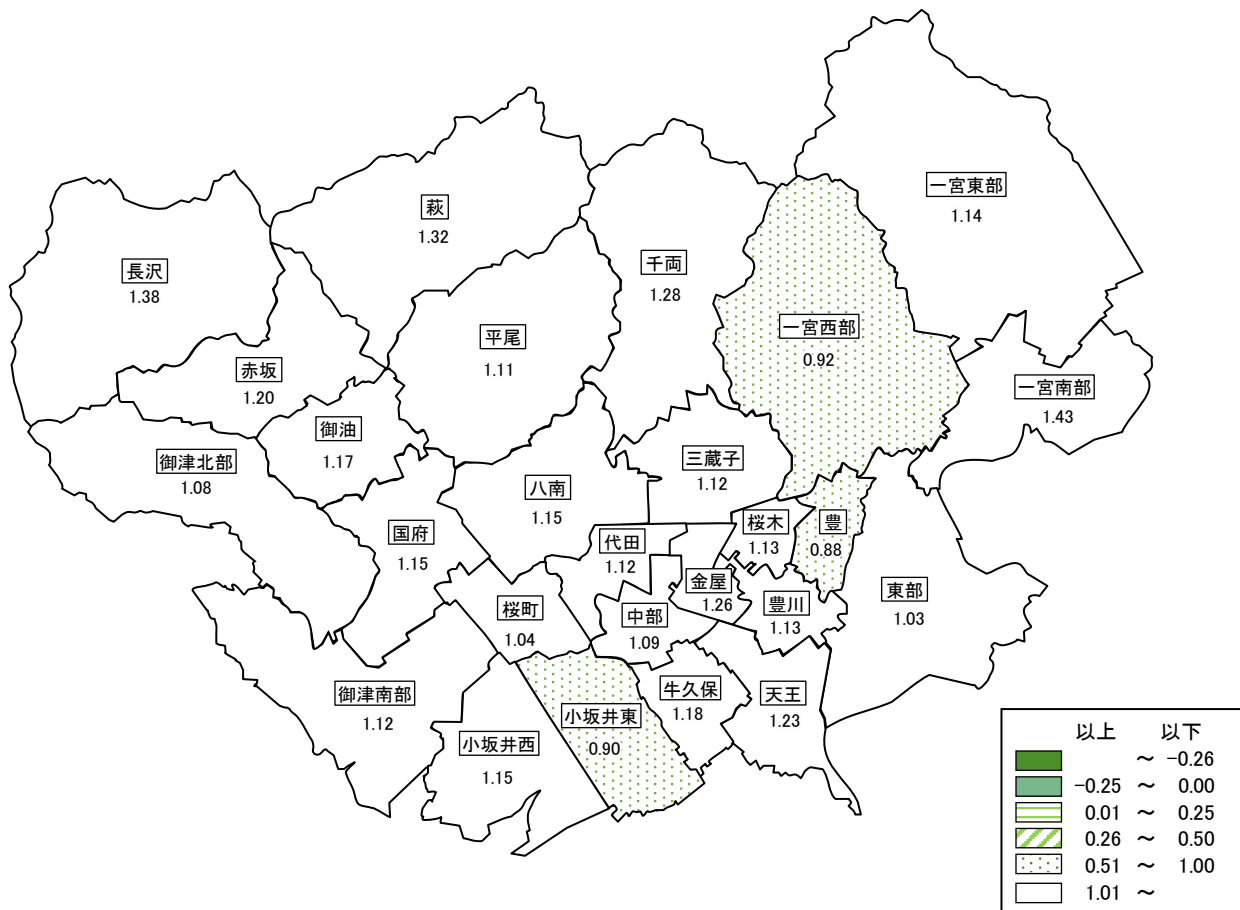 一宮東部
1.14
萩
1.32
長沢
1.38
千両
1.28
平尾
1.11
一宮西部
0.92
赤坂
1.20
一宮南部
1.43
御油
1.17
御津北部
1.08
三蔵子
1.12
八南
1.15
国府
1.15
桜木
1.13
豊
0.88
代田
1.12
金屋
1.26
東部
1.03
桜町
1.04
中部
1.09
豊川
1.13
御津南部
1.12
牛久保
1.18
天王
1.23
小坂井東
0.90
小坂井西
1.15
以上 以下
～ -0.26
-0.25 ～ 0.00
0.01 ～ 0.25
0.26 ～ 0.50
0.51 ～ 1.00
1.01 ～